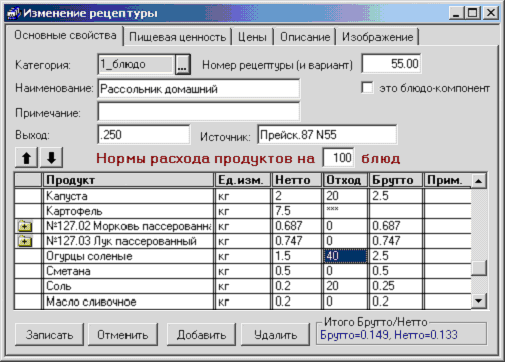 Изменение рецептуры
Основные свойства Пищевая ценность Цены Описание Изображение
Категория: 1_блюдо ... Номер рецептуры (и вариант) 55.00
Наименование: Рассольник домашний это блюдо-компонент
Примечание:
Выход: .250 Источник: Прейск.87 N55
Нормы расхода продуктов на 100 блюд
Продукт Ед.изм. Нетто Отход Брутто Прим.
Капуста кг 2 20 2.5
Картофель кг 7.5 ***
№127.02 Морковь пассерованна кг 0.687 0 0.687
№127.03 Лук пассерованный кг 0.747 0 0.747
Огурцы соленые кг 1.5 40 2.5
Сметана кг 0.5 0 0.5
Соль кг 0.2 20 0.25
Масло сливочное кг 0.2 0 0.2
Записать Отменить Добавить Удалить Итого Брутто/Нетто
Брутто=0.149, Нетто=0.133